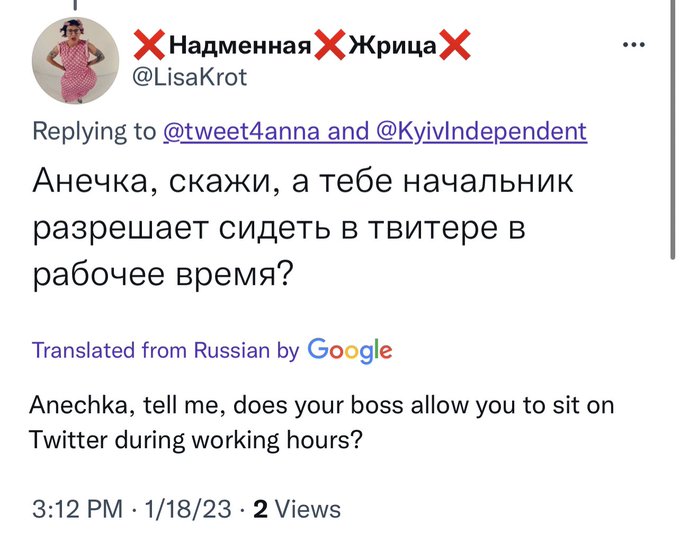 ❌Надменная❌Жрица❌
@LisaKrot
Replying to @tweet4anna and @KyivIndependent
Анечка, скажи, а тебе начальник
разрешает сидеть в твитере в
рабочее время?
Translated from Russian by Google
Anechka, tell me, does your boss allow you to sit on
Twitter during working hours?
3:12 PM · 1/18/23 · 2 Views